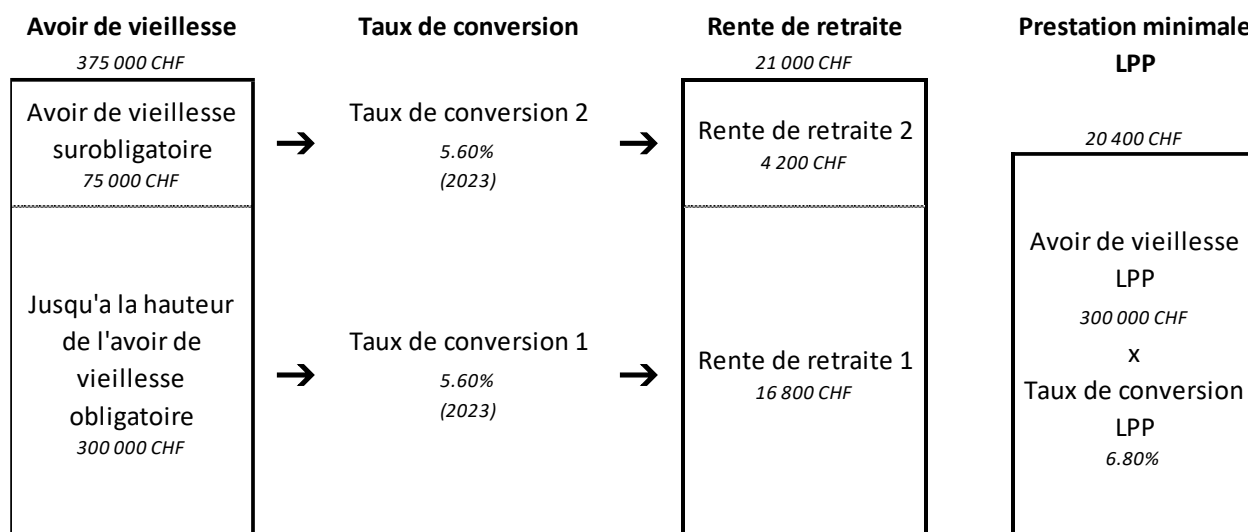 Avoir de vieillesse
375 000 CHF
Avoir de vieillesse
surobligatoire
75 000 CHF
Jusqu'a la hauteur
de l'avoir de
vieillesse
obligatoire
300 000 CHF
Taux de conversion
Taux de conversion 2
5.60%
(2023)
Taux de conversion 1
5.60%
(2023)
Rente de retraite
21 000 CHF
Rente de retraite 2
4 200 CHF
Rente de retraite 1
16 800 CHF
Prestation minimale
LPP
20 400 CHF
Avoir de vieillesse
LPP
300 000 CHF
x
Taux de conversion
LPP
6.80%